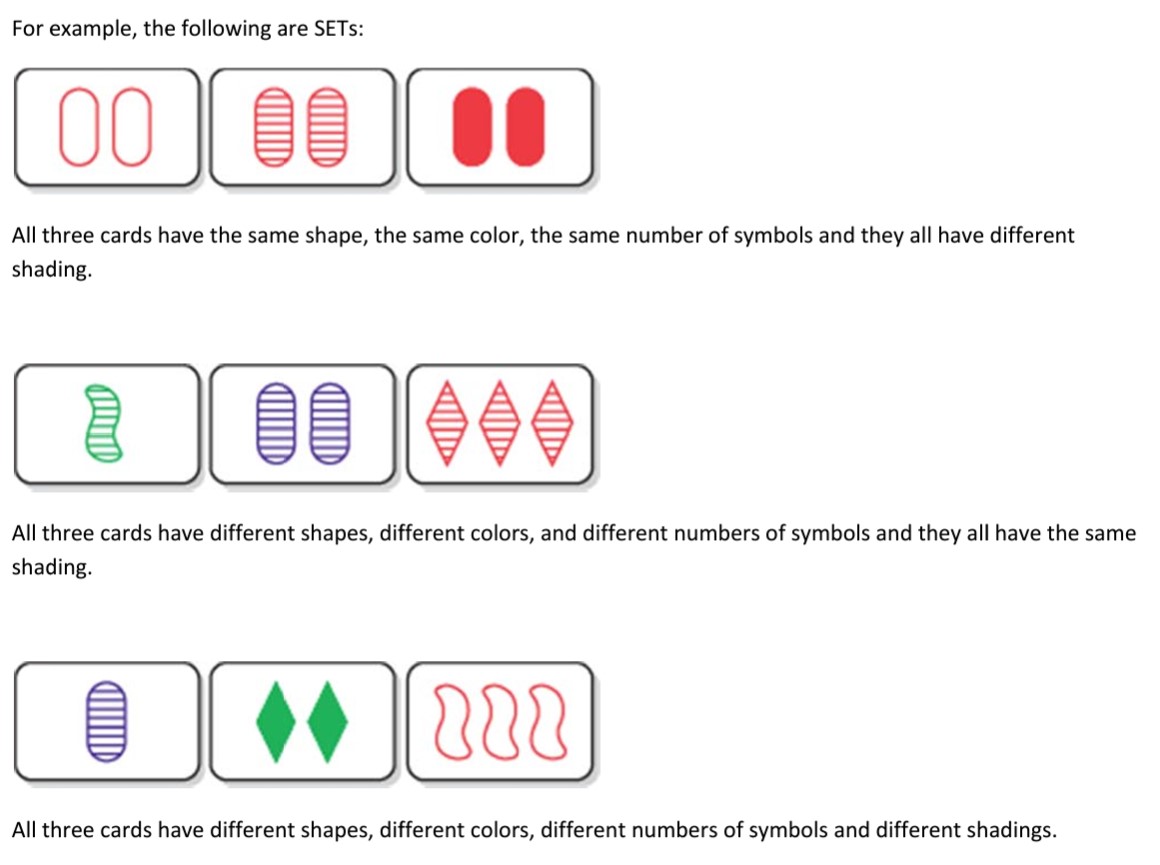 For example, the following are SETs:
All three cards have the same shape, the same color, the same number of symbols and they all have different
shading.
All three cards have different shapes, different colors, and different numbers of symbols and they all have the same
shading.
All three cards have different shapes, different colors, different numbers of symbols and different shadings.